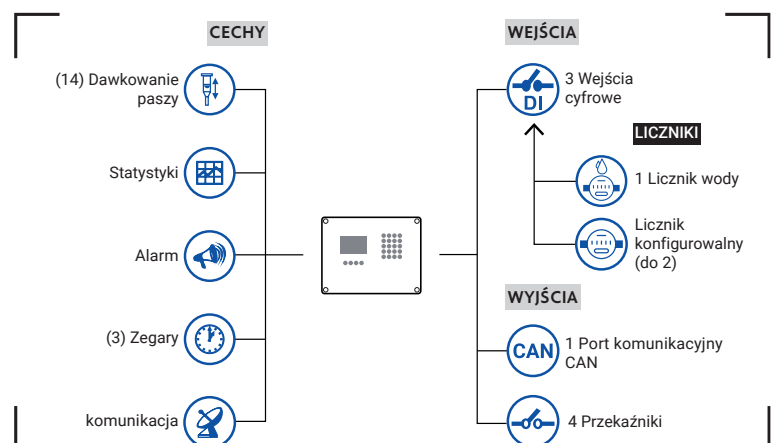 CECHY
(14) Dawkowanie
paszy
Statystyki
Alarm
(3) Zegary
komunikacja
WEJŚCIA
DI
3 Wejścia
cyfrowe
LICZNIKI
1 Licznik wody
Licznik
konfigurowalny
(do 2)
WYJŚCIA
CAN
1 Port komunikacyjny
CAN
4 Przekaźniki